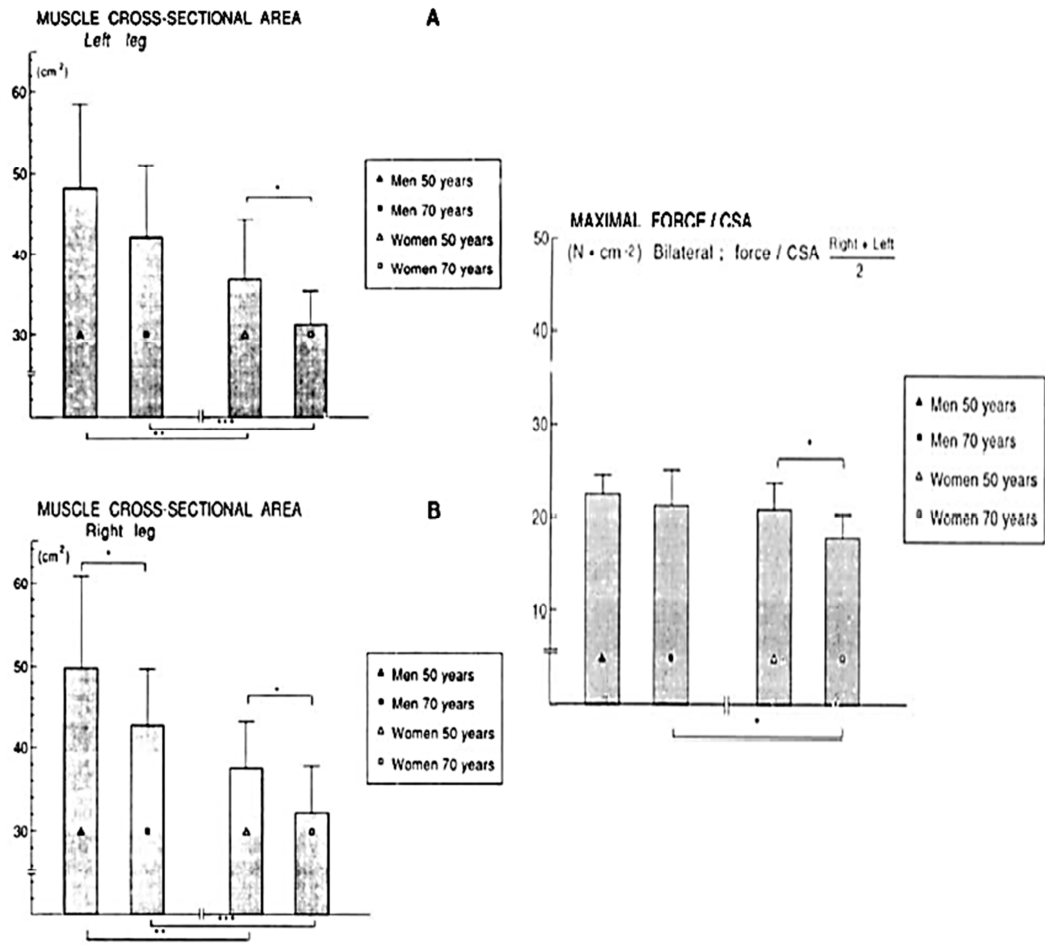 MUSCLE CROSS-SECTIONAL AREA
Left leg
A
(cm²)
60
50
40
30
▲ Men 50 years
■ Men 70 years
△ Women 50 years
□ Women 70 years
*
***
**
MUSCLE CROSS-SECTIONAL AREA
Right leg
B
(cm²)
60
50
40
30
*
*
▲ Men 50 years
■ Men 70 years
△ Women 50 years
□ Women 70 years
***
**
MAXIMAL FORCE / CSA
(N • cm-2) Bilateral ; force / CSA Right + Left
2
50
40
30
20
10
*
▲ Men 50 years
■ Men 70 years
△ Women 50 years
□ Women 70 years
*